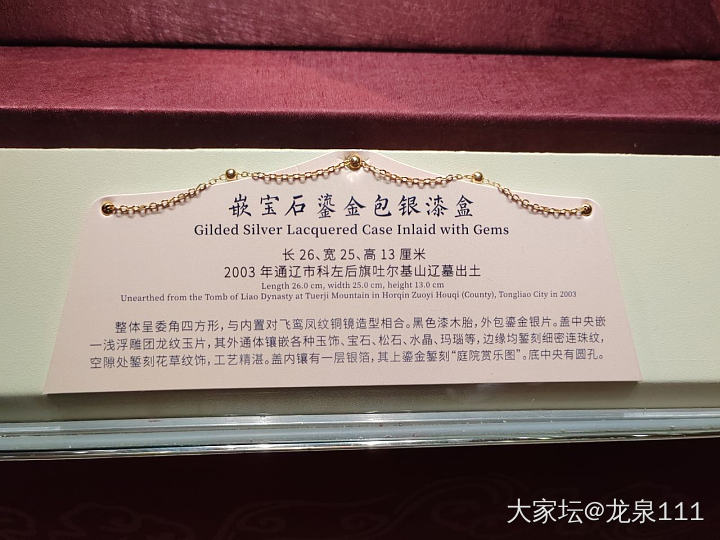 嵌宝石鎏金包银漆盒
Gilded Silver Lacquered Case Inlaid with Gems
长 26、宽 25、高 13 厘米
2003 年通辽市科左后旗吐尔基山辽墓出土
Length 26.0 cm, width 25.0 cm, height 13.0 cm
Unearthed from the Tomb of Liao Dynasty at Tuerji Mountain in Horqin Zuoyi Houqi (County), Tongliao City in 2003
整体呈委角四方形，与内置对飞鸾凤纹铜镜造型相合。黑色漆木胎，外包鎏金银片。盖中央嵌
一浅浮雕团龙纹玉片，其外通体镶嵌各种玉饰、宝石、松石、水晶、玛瑙等，边缘均錾刻细密连珠纹，
空隙处錾刻花草纹饰，工艺精湛。盖内镶有一层银箔，其上鎏金錾刻“庭院赏乐图”。底中央有圆孔。
大家坛@龙泉111